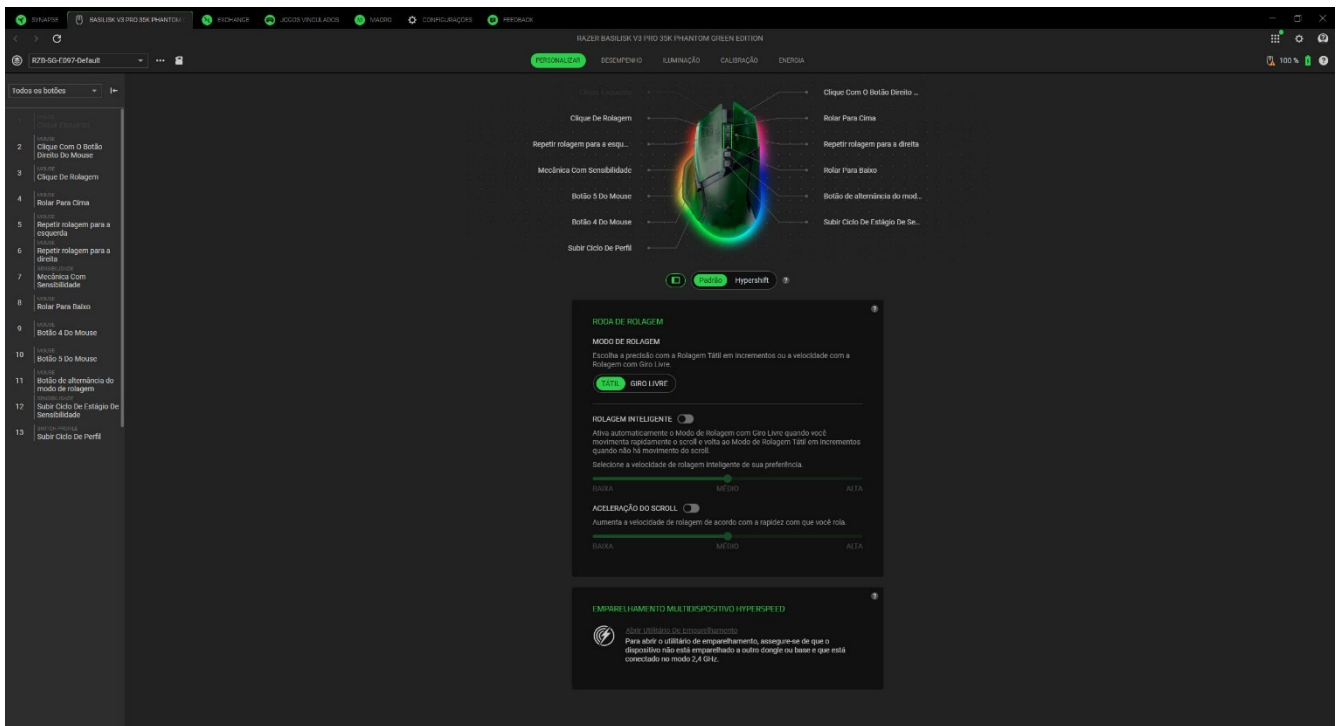 SYNAPSE
BASILISK V3 PRO 35K PHANTOM
EXCHANGE
JOGOS VINCULADOS
MACRO
CONFIGURAÇÕES
FEEDBACK
RAZER BASILISK V3 PRO 35K PHANTOM GREEN EDITION
RZB-SG-E097-Default
PERSONALIZAR
DESEMPENHO
ILUMINAÇÃO
CALIBRAÇÃO
ENERGIA
100 %
Todos os botões
1
MOUSE
Clique Esquerdo
2
MOUSE
Clique Com O Botão
Direito Do Mouse
3
MOUSE
Clique De Rolagem
4
MOUSE
Rolar Para Cima
5
MOUSE
Repetir rolagem para a
esquerda
6
MOUSE
Repetir rolagem para a
direita
7
SENSIBILIDADE
Mecânica Com
Sensibilidade
8
MOUSE
Rolar Para Baixo
9
MOUSE
Botão 4 Do Mouse
10
MOUSE
Botão 5 Do Mouse
11
MOUSE
Botão de alternância do
modo de rolagem
12
SENSIBILIDADE
Subir Ciclo De Estágio De
Sensibilidade
13
SWITCH PROFILE
Subir Ciclo De Perfil
Clique Esquerdo
Clique De Rolagem
Repetir rolagem para a esqu...
Mecânica Com Sensibilidade
Botão 5 Do Mouse
Botão 4 Do Mouse
Subir Ciclo De Perfil
Clique Com O Botão Direito ...
Rolar Para Cima
Repetir rolagem para a direita
Rolar Para Baixo
Botão de alternância do mod...
Subir Ciclo De Estágio De Se...
Padrão
Hypershift
RODA DE ROLAGEM
MODO DE ROLAGEM
Escolha a precisão com a Rolagem Tátil em Incrementos ou a velocidade com a
Rolagem com Giro Livre.
TÁTIL
GIRO LIVRE
ROLAGEM INTELIGENTE
Ativa automaticamente o Modo de Rolagem com Giro Livre quando você
movimenta rapidamente o scroll e volta ao Modo de Rolagem Tátil em Incrementos
quando não há movimento do scroll.
Selecione a velocidade de rolagem inteligente de sua preferência.
BAIXA
MÉDIO
ALTA
ACELERAÇÃO DO SCROLL
Aumenta a velocidade de rolagem de acordo com a rapidez com que você rola.
BAIXA
MÉDIO
ALTA
EMPARELHAMENTO MULTIDISPOSITIVO HYPERSPEED
Abrir Utilitário De Emparelhamento
Para abrir o utilitário de emparelhamento, assegure-se de que o
dispositivo não está emparelhado a outro dongle ou base e que está
conectado no modo 2,4 GHz.